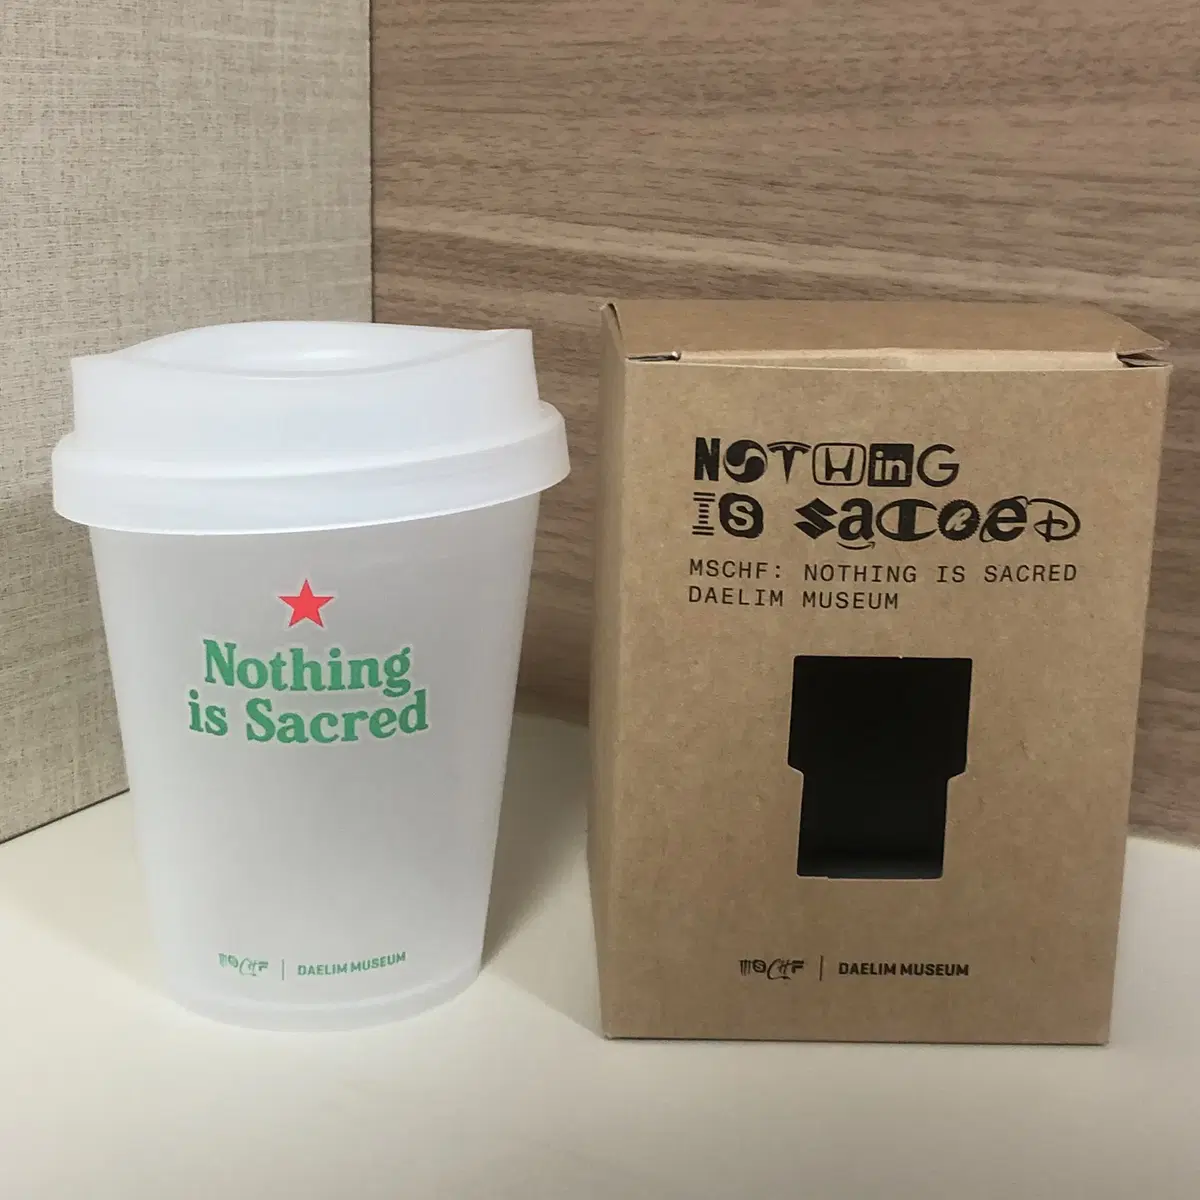 Nothing
is Sacred
MSCHF | DAELIM MUSEUM
NOTHinG
IS SaCReD
MSCHF: NOTHING IS SACRED
DAELIM MUSEUM
MSCHF | DAELIM MUSEUM